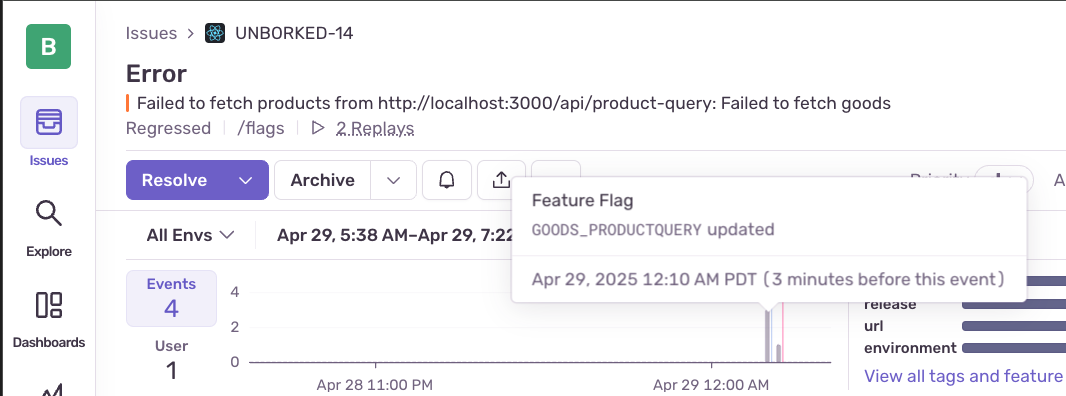 B
Issues > UNBORKED-14
Error
Failed to fetch products from http://localhost:3000/api/product-query: Failed to fetch goods
Regressed /flags 2 Replays
Issues
Resolve Archive
Explore
Dashboards
All Envs Apr 29, 5:38 AM–Apr 29, 7:22
Feature Flag
GOODS_PRODUCTQUERY updated
Apr 29, 2025 12:10 AM PDT (3 minutes before this event)
Events
4
User
1
4
2
0
Apr 28 11:00 PM Apr 29 12:00 AM
release
url
environment
View all tags and feature